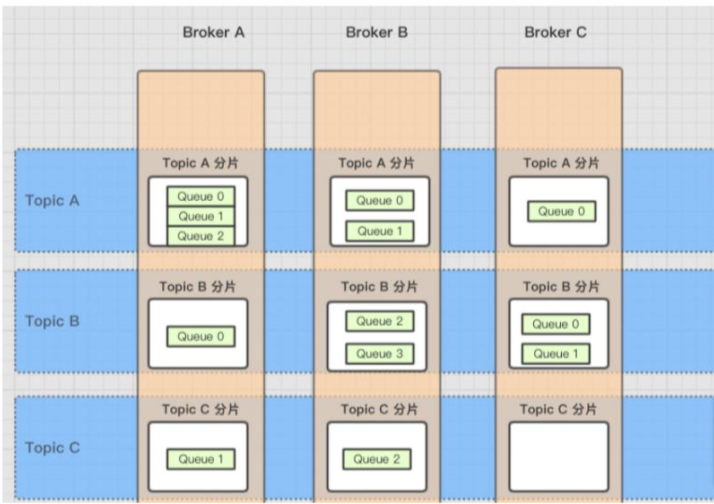 Broker A
Broker B
Broker C
Topic A 分片
Topic A 分片
Topic A 分片
Topic A
Queue 0
Queue 1
Queue 2
Queue 0
Queue 1
Queue 0
Topic B 分片
Topic B 分片
Topic B 分片
Topic B
Queue 0
Queue 2
Queue 3
Queue 0
Queue 1
Topic C 分片
Topic C 分片
Topic C 分片
Topic C
Queue 1
Queue 2